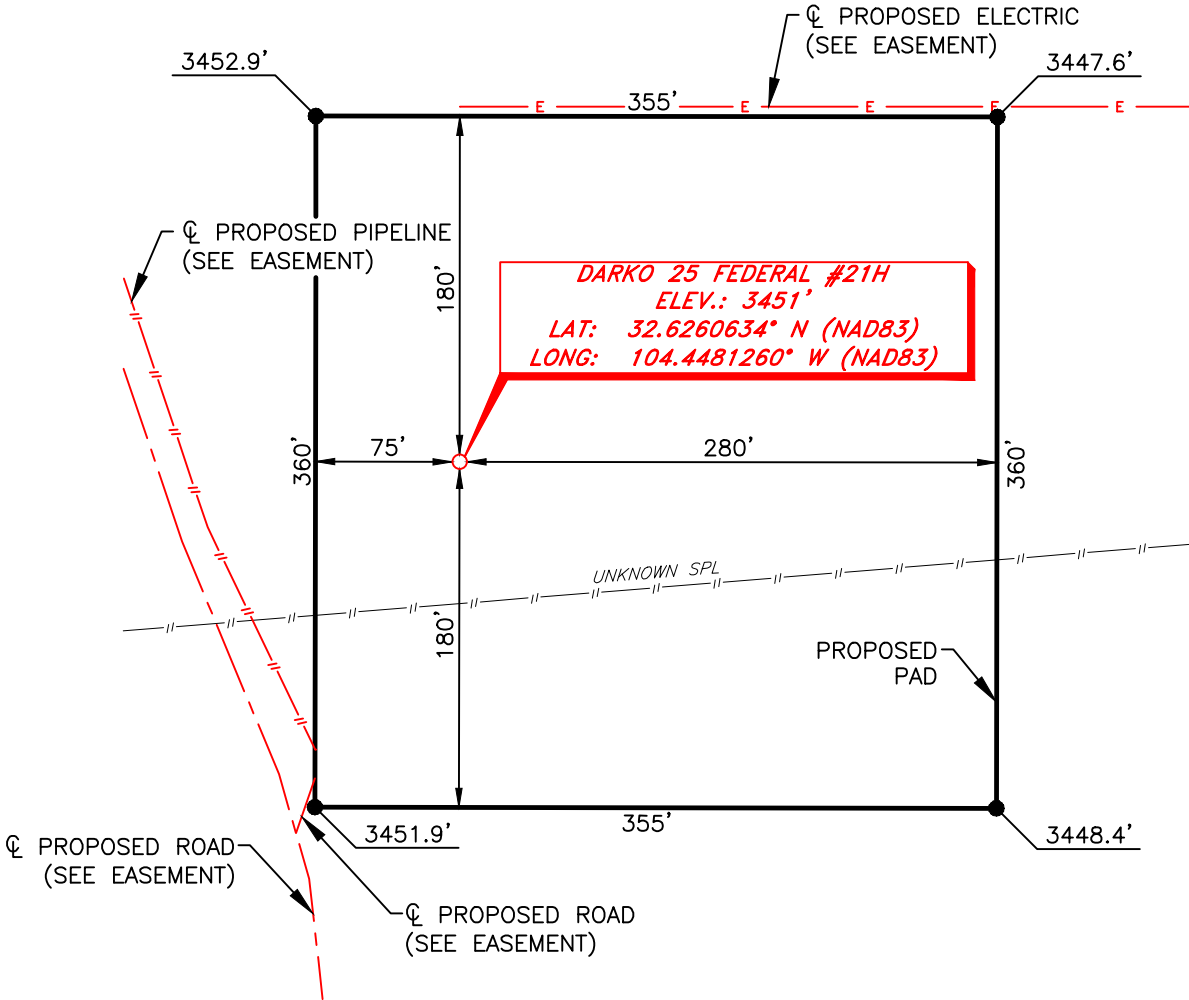 ℄ PROPOSED ELECTRIC
(SEE EASEMENT)
3452.9’
3447.6’
E E E E E
355’
℄ PROPOSED PIPELINE
(SEE EASEMENT)
180’
DARKO 25 FEDERAL #21H
ELEV.: 3451’
LAT: 32.6260634° N (NAD83)
LONG: 104.4481260° W (NAD83)
360’
75’
280’
360’
UNKNOWN SPL
180’
PROPOSED
PAD
355’
3451.9’
3448.4’
℄ PROPOSED ROAD
(SEE EASEMENT)
℄ PROPOSED ROAD
(SEE EASEMENT)